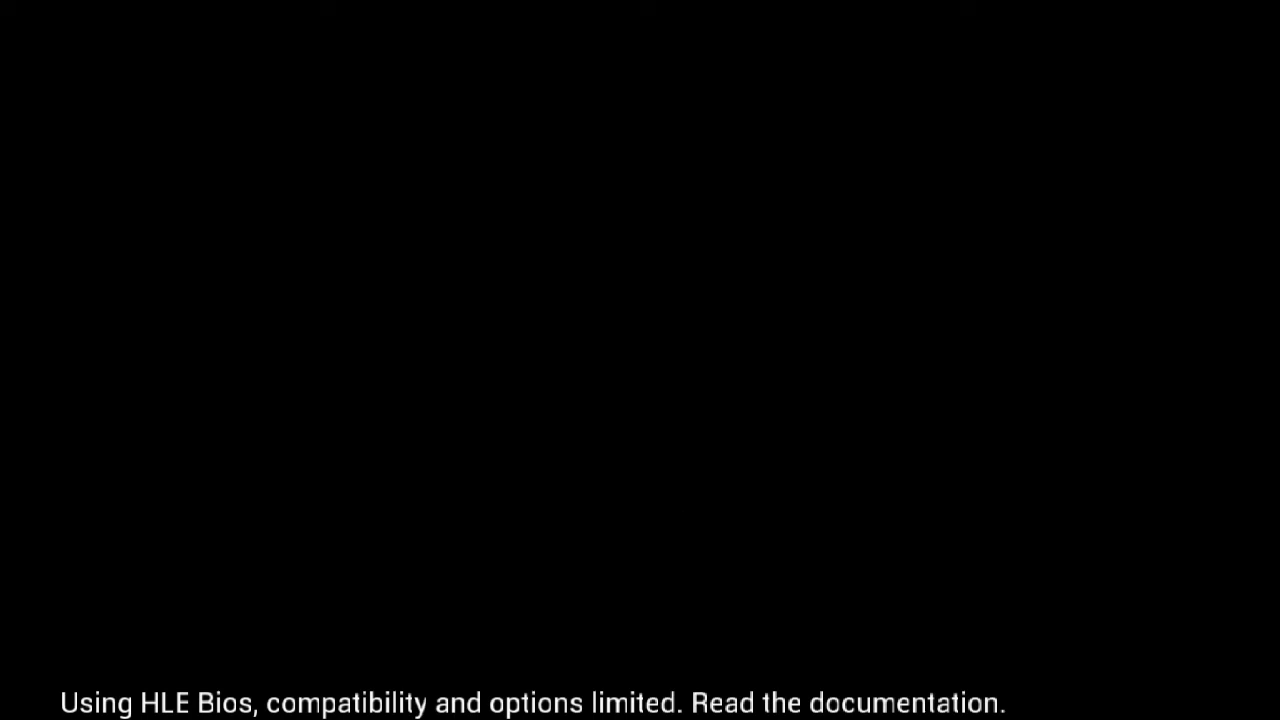 Using HLE Bios, compatibility and options limited. Read the documentation.